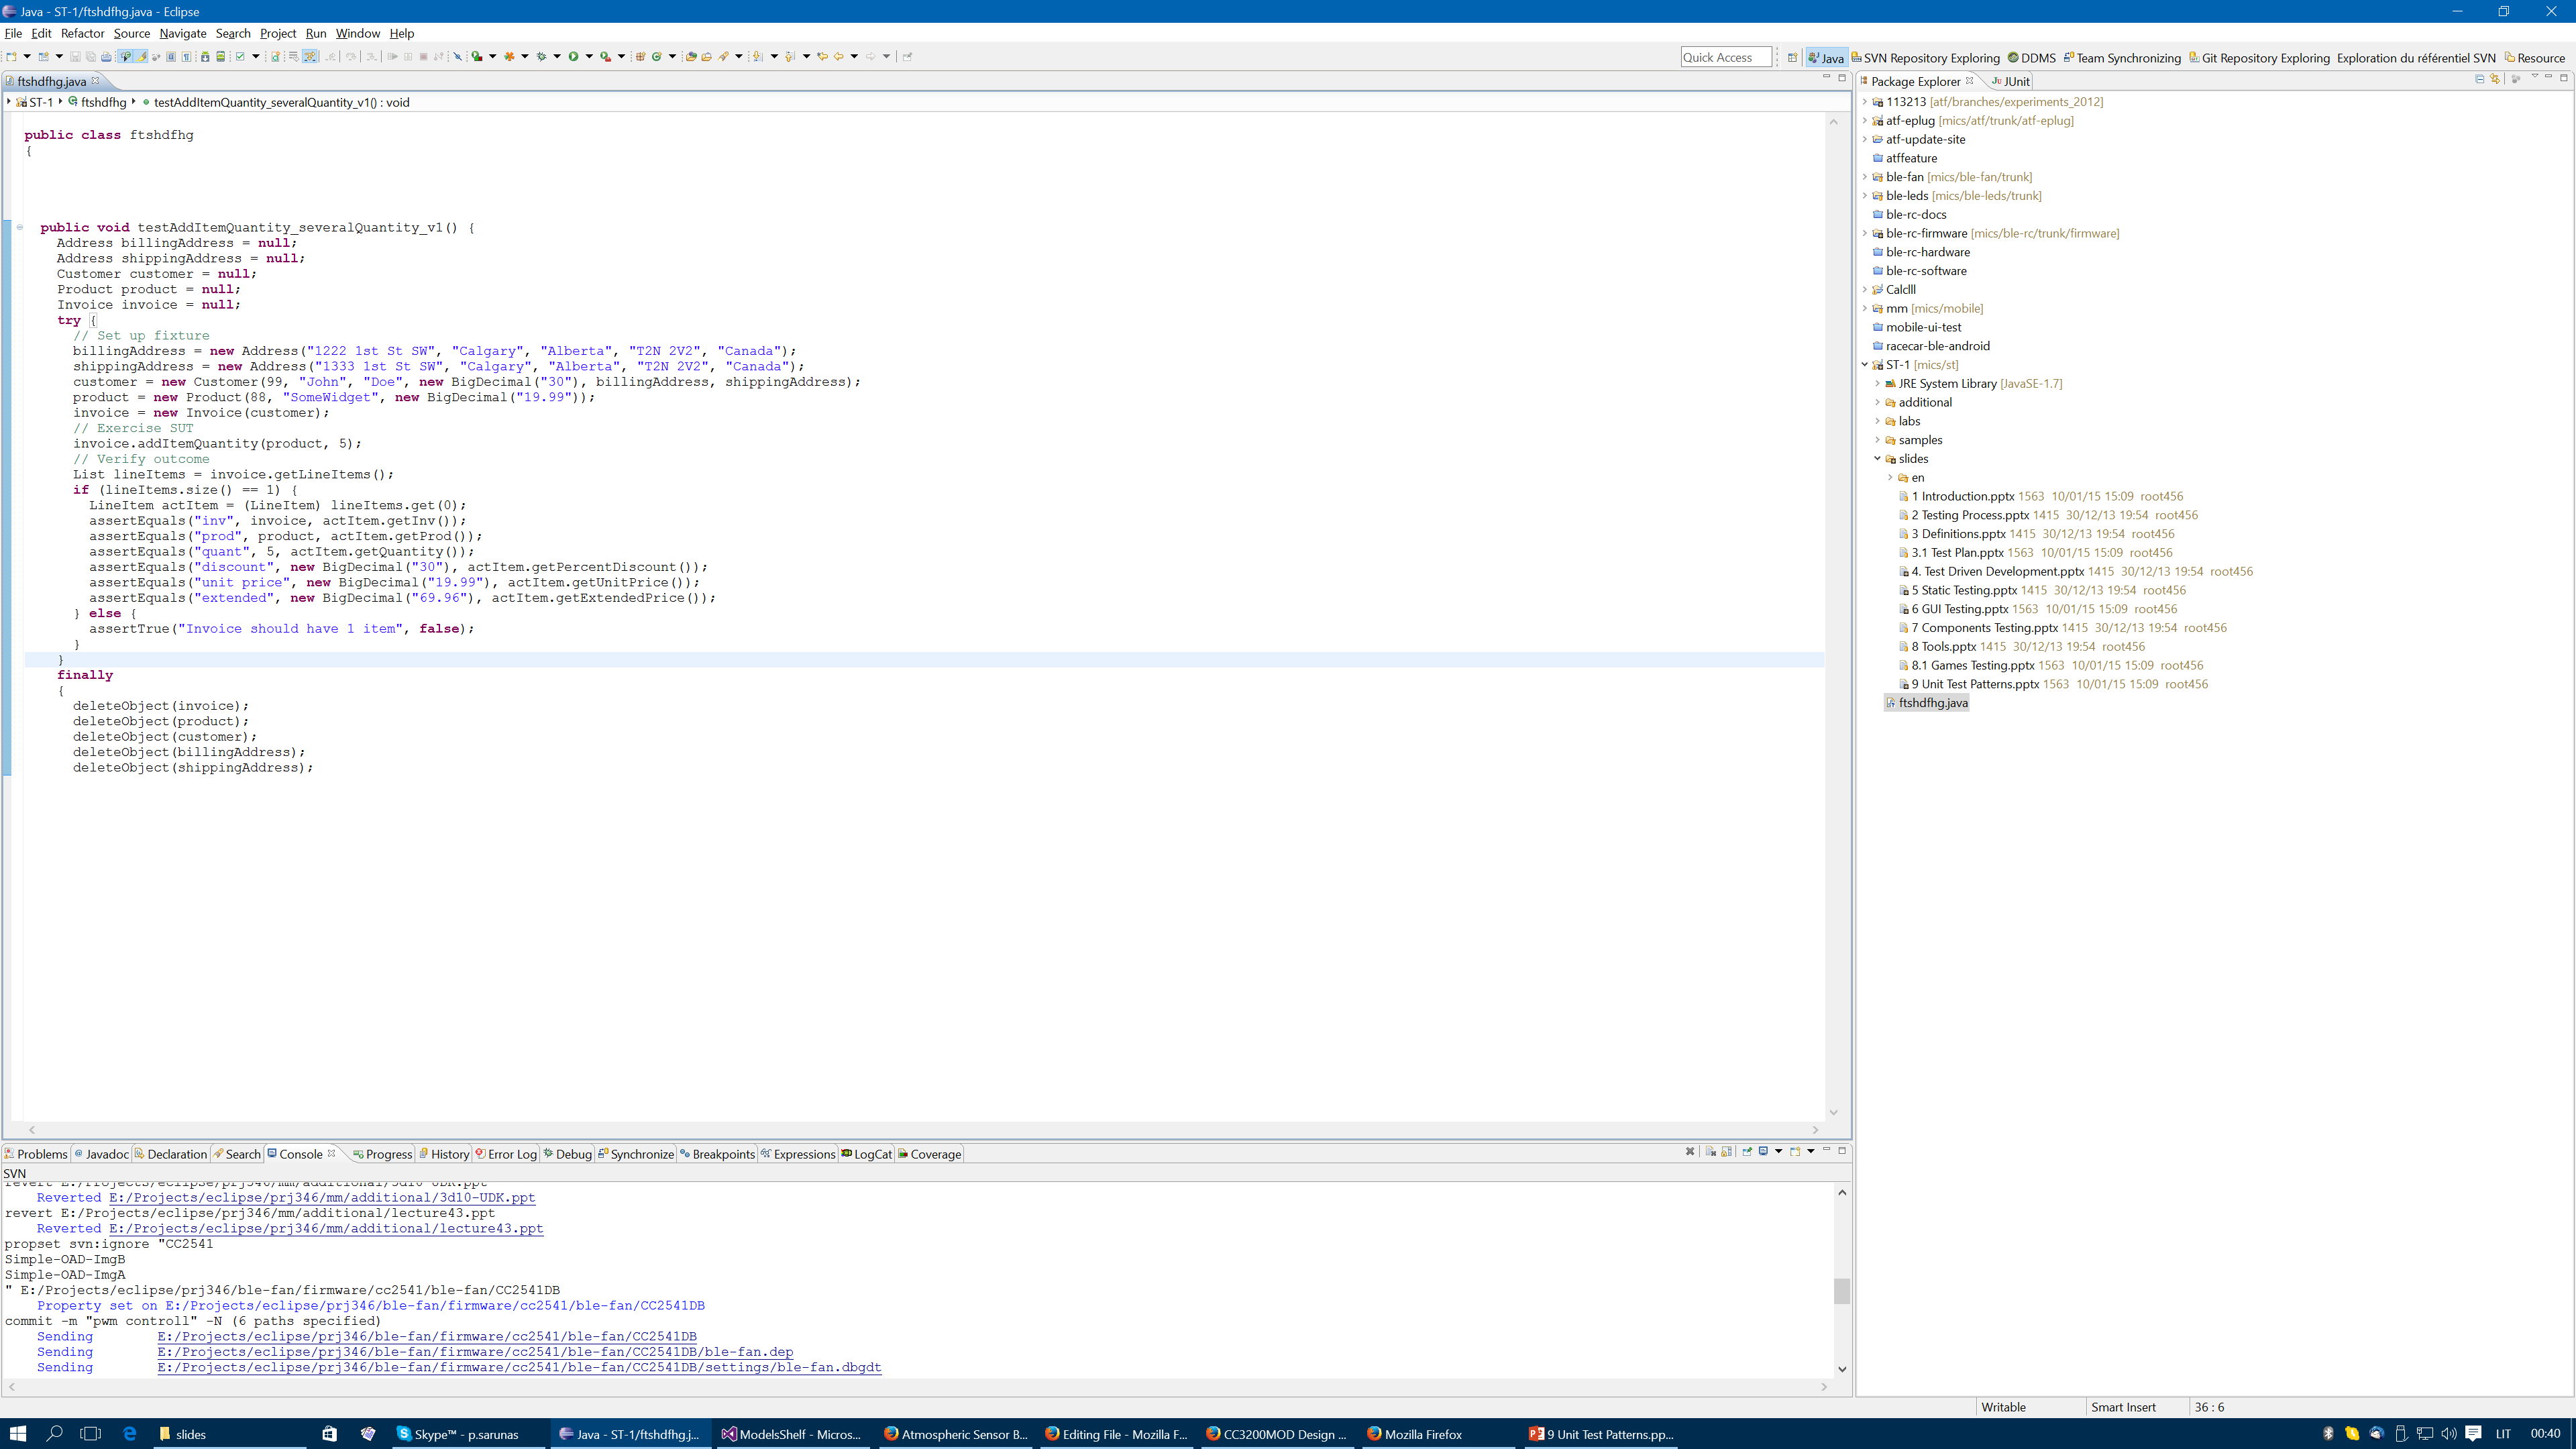 Java - ST-1/ftshdfhg.java - Eclipse
File Edit Refactor Source Navigate Search Project Run Window Help
Quick Access Java SVN Repository Exploring DDMS Team Synchronizing Git Repository Exploring Exploration du référentiel SVN Resource
ftshdfhg.java
ST-1 ftshdfhg testAddItemQuantity_severalQuantity_v1() : void
public class ftshdfhg
{
public void testAddItemQuantity_severalQuantity_v1() {
Address billingAddress = null;
Address shippingAddress = null;
Customer customer = null;
Product product = null;
Invoice invoice = null;
try {
// Set up fixture
billingAddress = new Address("1222 1st St SW", "Calgary", "Alberta", "T2N 2V2", "Canada");
shippingAddress = new Address("1333 1st St SW", "Calgary", "Alberta", "T2N 2V2", "Canada");
customer = new Customer(99, "John", "Doe", new BigDecimal("30"), billingAddress, shippingAddress);
product = new Product(88, "SomeWidget", new BigDecimal("19.99"));
invoice = new Invoice(customer);
// Exercise SUT
invoice.addItemQuantity(product, 5);
// Verify outcome
List lineItems = invoice.getLineItems();
if (lineItems.size() == 1) {
LineItem actItem = (LineItem) lineItems.get(0);
assertEquals("inv", invoice, actItem.getInv());
assertEquals("prod", product, actItem.getProd());
assertEquals("quant", 5, actItem.getQuantity());
assertEquals("discount", new BigDecimal("30"), actItem.getPercentDiscount());
assertEquals("unit price", new BigDecimal("19.99"), actItem.getUnitPrice());
assertEquals("extended", new BigDecimal("69.96"), actItem.getExtendedPrice());
} else {
assertTrue("Invoice should have 1 item", false);
}
}
finally
{
deleteObject(invoice);
deleteObject(product);
deleteObject(customer);
deleteObject(billingAddress);
deleteObject(shippingAddress);
Package Explorer JUnit
113213 [atf/branches/experiments_2012]
atf-eplug [mics/atf/trunk/atf-eplug]
atf-update-site
atffeature
ble-fan [mics/ble-fan/trunk]
ble-leds [mics/ble-leds/trunk]
ble-rc-docs
ble-rc-firmware [mics/ble-rc/trunk/firmware]
ble-rc-hardware
ble-rc-software
Calclll
mm [mics/mobile]
mobile-ui-test
racecar-ble-android
ST-1 [mics/st]
JRE System Library [JavaSE-1.7]
additional
labs
samples
slides
en
1 Introduction.pptx 1563 10/01/15 15:09 root456
2 Testing Process.pptx 1415 30/12/13 19:54 root456
3 Definitions.pptx 1415 30/12/13 19:54 root456
3.1 Test Plan.pptx 1563 10/01/15 15:09 root456
4. Test Driven Development.pptx 1415 30/12/13 19:54 root456
5 Static Testing.pptx 1415 30/12/13 19:54 root456
6 GUI Testing.pptx 1563 10/01/15 15:09 root456
7 Components Testing.pptx 1415 30/12/13 19:54 root456
8 Tools.pptx 1415 30/12/13 19:54 root456
8.1 Games Testing.pptx 1563 10/01/15 15:09 root456
9 Unit Test Patterns.pptx 1563 10/01/15 15:09 root456
ftshdfhg.java
Problems Javadoc Declaration Search Console Progress History Error Log Debug Synchronize Breakpoints Expressions LogCat Coverage
SVN
revert E:/Projects/eclipse/prj346/mm/additional/3d10-UDK.ppt
Reverted E:/Projects/eclipse/prj346/mm/additional/3d10-UDK.ppt
revert E:/Projects/eclipse/prj346/mm/additional/lecture43.ppt
Reverted E:/Projects/eclipse/prj346/mm/additional/lecture43.ppt
propset svn:ignore "CC2541
Simple-OAD-ImgB
Simple-OAD-ImgA
" E:/Projects/eclipse/prj346/ble-fan/firmware/cc2541/ble-fan/CC2541DB
Property set on E:/Projects/eclipse/prj346/ble-fan/firmware/cc2541/ble-fan/CC2541DB
commit -m "pwm controll" -N (6 paths specified)
Sending E:/Projects/eclipse/prj346/ble-fan/firmware/cc2541/ble-fan/CC2541DB
Sending E:/Projects/eclipse/prj346/ble-fan/firmware/cc2541/ble-fan/CC2541DB/ble-fan.dep
Sending E:/Projects/eclipse/prj346/ble-fan/firmware/cc2541/ble-fan/CC2541DB/settings/ble-fan.dbgdt
Writable Smart Insert 36 : 6
slides Skype™ - p.sarunas Java - ST-1/ftshdfhg.j... ModelsShelf - Micros... Atmospheric Sensor B... Editing File - Mozilla F... CC3200MOD Design ... Mozilla Firefox 9 Unit Test Patterns.pp... LIT 00:40